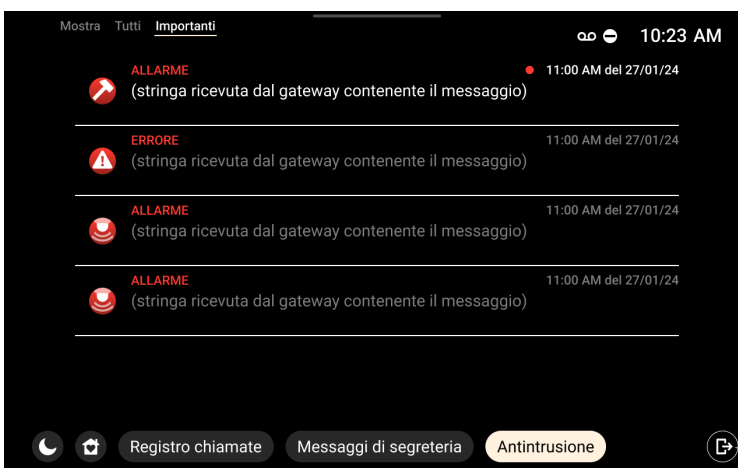 Mostra Tutti Importanti
10:23 AM
ALLARME 11:00 AM del 27/01/24
(stringa ricevuta dal gateway contenente il messaggio)
ERRORE 11:00 AM del 27/01/24
(stringa ricevuta dal gateway contenente il messaggio)
ALLARME 11:00 AM del 27/01/24
(stringa ricevuta dal gateway contenente il messaggio)
ALLARME 11:00 AM del 27/01/24
(stringa ricevuta dal gateway contenente il messaggio)
Registro chiamate Messaggi di segreteria Antintrusione